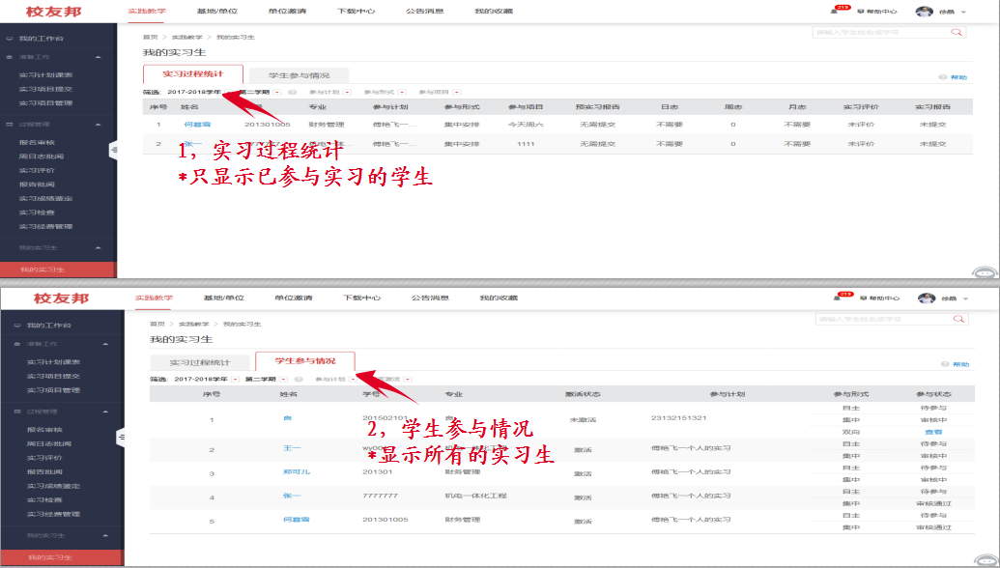 校友邦 实践教学 基地/单位 单位邀请 下载中心 公告消息 我的收藏 219 帮助中心 徐晶
我的工作台
准备工作
实习计划课表
实习项目提交
实习项目管理
过程管理
报名审核
周日志批阅
实习评价
报告批阅
实习成绩鉴定
实习检查
实习经费管理
我的实习生
我的实习生
首页 > 实践教学 > 我的实习生
请输入学生姓名或学号
我的实习生
实习过程统计 学生参与情况
帮助
筛选: 2017-2018学年 第二学期 参与计划 参与形式 参与项目
序号 姓名 专业 参与计划 参与形式 参与项目 预实习报告 日志 周志 月志 实习评价 实习报告
1 何碧霄 201301005 财务管理 傅艳飞一... 集中安排 今天周六 无需提交 不需要 0 不需要 未评价 未提交
2 张一 傅艳飞一... 集中安排 1111 无需提交 不需要 0 不需要 未评价 未提交
1, 实习过程统计
*只显示已参与实习的学生
校友邦 实践教学 基地/单位 单位邀请 下载中心 公告消息 我的收藏 219 帮助中心 徐晶
我的工作台
准备工作
实习计划课表
实习项目提交
实习项目管理
过程管理
报名审核
周日志批阅
实习评价
报告批阅
实习成绩鉴定
实习检查
实习经费管理
我的实习生
我的实习生
首页 > 实践教学 > 我的实习生
请输入学生姓名或学号
我的实习生
实习过程统计 学生参与情况
帮助
筛选: 2017-2018学年 第二学期 参与计划
序号 姓名 学号 专业 激活状态 参与计划 参与形式 参与状态
1 201502101 未激活 23132151321 自主 待参与
集中 审核中
双向 查看
2 王一 激活 傅艳飞一个人的实习 自主 待参与
集中 审核中
3 郑可儿 201301 财务管理 激活 傅艳飞一个人的实习 自主 待参与
集中 审核中
4 张一 7777777 机电一体化工程 激活 傅艳飞一个人的实习 自主 待参与
集中 审核通过
5 何碧霄 201301005 财务管理 激活 傅艳飞一个人的实习 自主 待参与
集中 审核通过
2, 学生参与情况
*显示所有的实习生